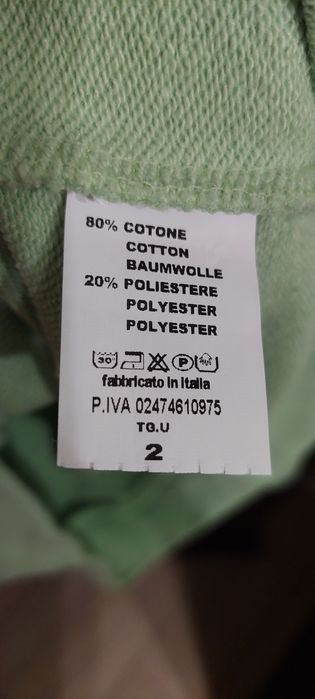 80% COTONE
COTTON
BAUMWOLLE
20% POLIESTERE
POLYESTER
POLYESTER
30 P
fabbricato in Italia
P.IVA 02474610975
TG.U
2